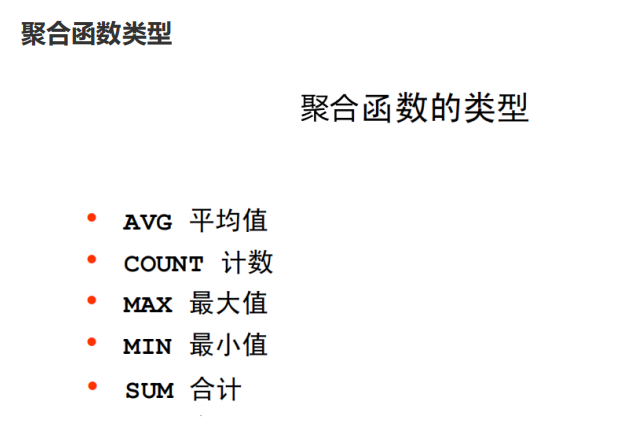 聚合函数类型
聚合函数的类型
• AVG 平均值
• COUNT 计数
• MAX 最大值
• MIN 最小值
• SUM 合计